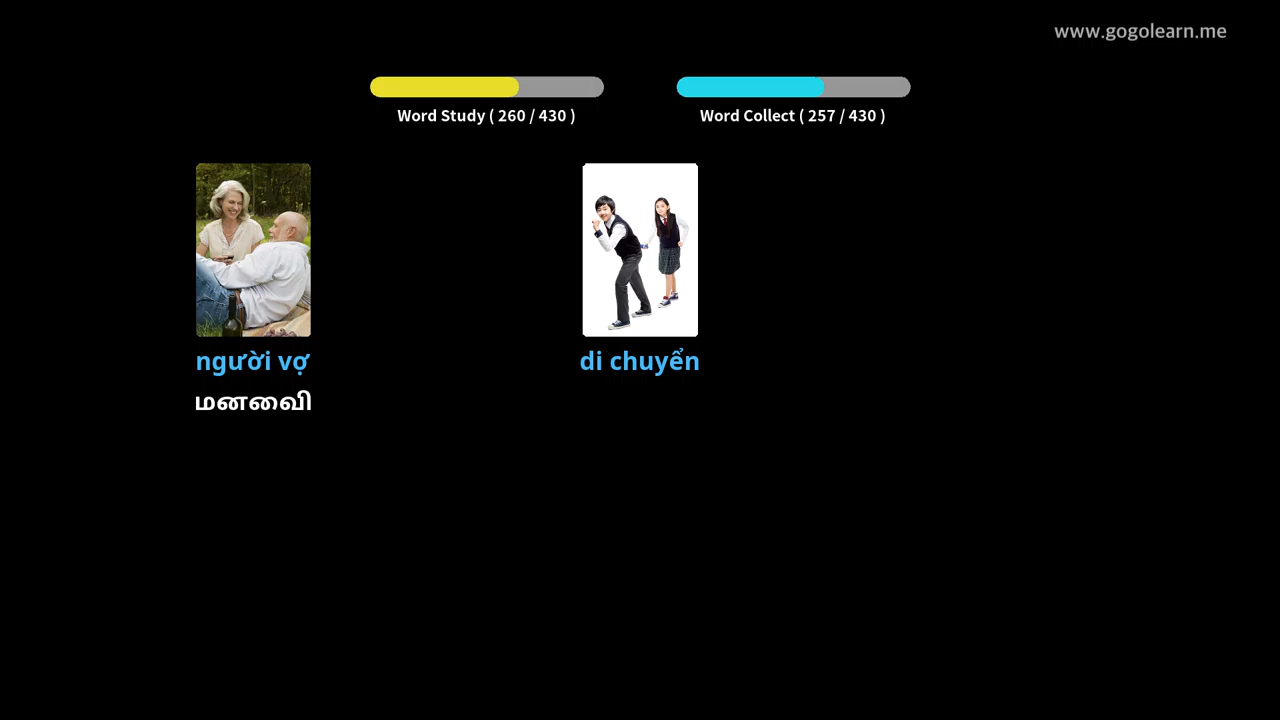 www.gogolearn.me
Word Study ( 260 / 430 )
Word Collect ( 257 / 430 )
người vợ
மனைவி
di chuyển